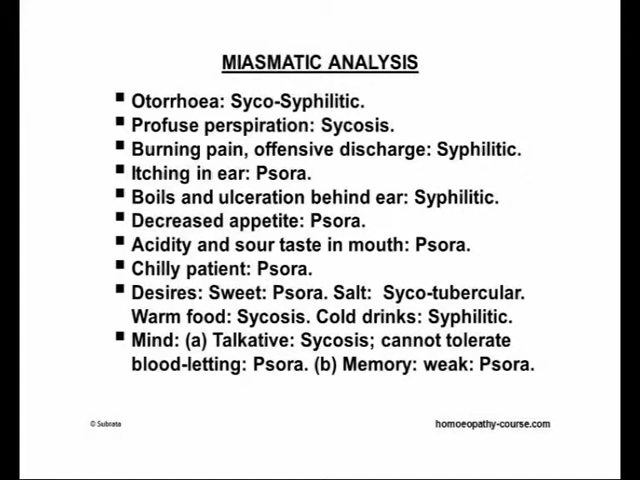 MIASMATIC ANALYSIS
▪ Otorrhoea: Syco-Syphilitic.
▪ Profuse perspiration: Sycosis.
▪ Burning pain, offensive discharge: Syphilitic.
▪ Itching in ear: Psora.
▪ Boils and ulceration behind ear: Syphilitic.
▪ Decreased appetite: Psora.
▪ Acidity and sour taste in mouth: Psora.
▪ Chilly patient: Psora.
▪ Desires: Sweet: Psora. Salt: Syco-tubercular.
Warm food: Sycosis. Cold drinks: Syphilitic.
▪ Mind: (a) Talkative: Sycosis; cannot tolerate
blood-letting: Psora. (b) Memory: weak: Psora.
© Subrata
homoeopathy-course.com